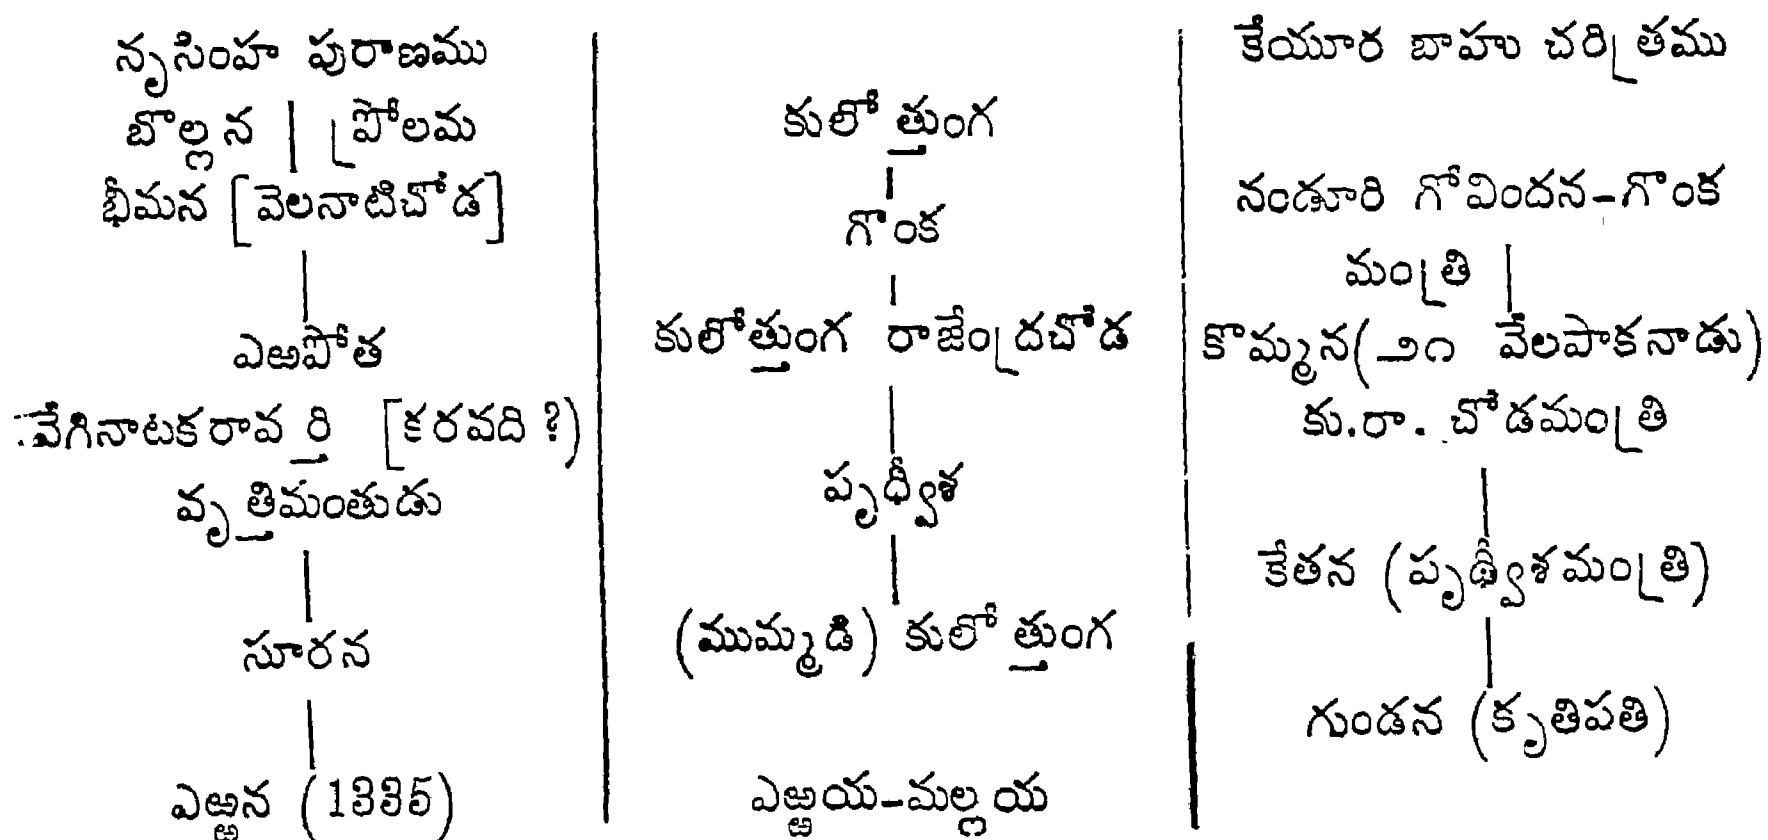 నృసింహ పురాణము
బొల్లన | ప్రోలమ
భీమన [వెలనాటిచోడ]
ఎఱపోత
వేగినాటకరావర్తి [కరవది ?)
వృత్తిమంతుడు
సూరన
ఎఱ్ఱన (1335)
కులోత్తుంగ
గొంక
కులోత్తుంగ రాజేంద్రచోడ
పృధ్వీశ
(ముమ్మడి) కులోత్తుంగ
ఎఱ్ఱయ-మల్లయ
కేయూర బాహు చరిత్రము
నండూరి గోవిందన-గొంక
మంత్రి
కొమ్మన(౨౧ వేలపాకనాడు)
కు.రా. చోడమంత్రి
కేతన (పృథ్వీశమంత్రి)
గుండన (కృతిపతి)